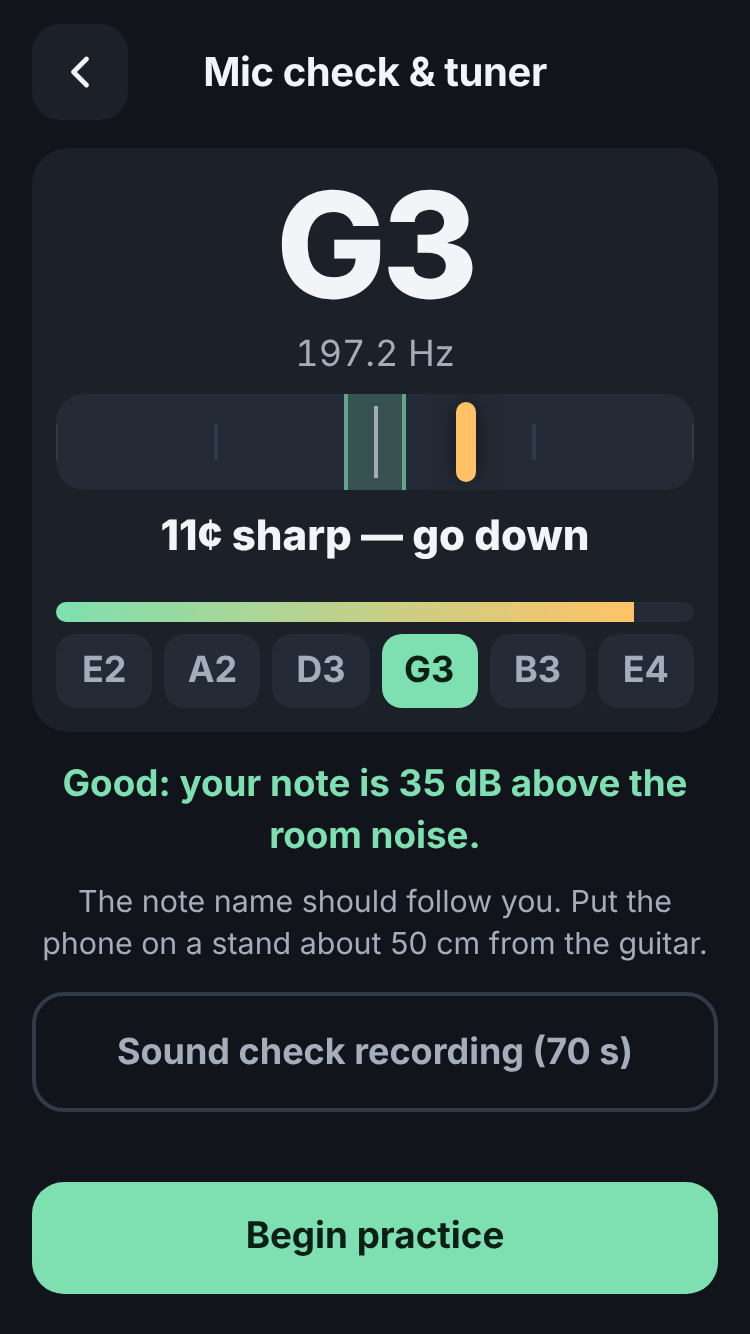 Mic check & tuner
G3
197.2 Hz
11¢ sharp — go down
E2 A2 D3 G3 B3 E4
Good: your note is 35 dB above the
room noise.
The note name should follow you. Put the
phone on a stand about 50 cm from the guitar.
Sound check recording (70 s)
Begin practice